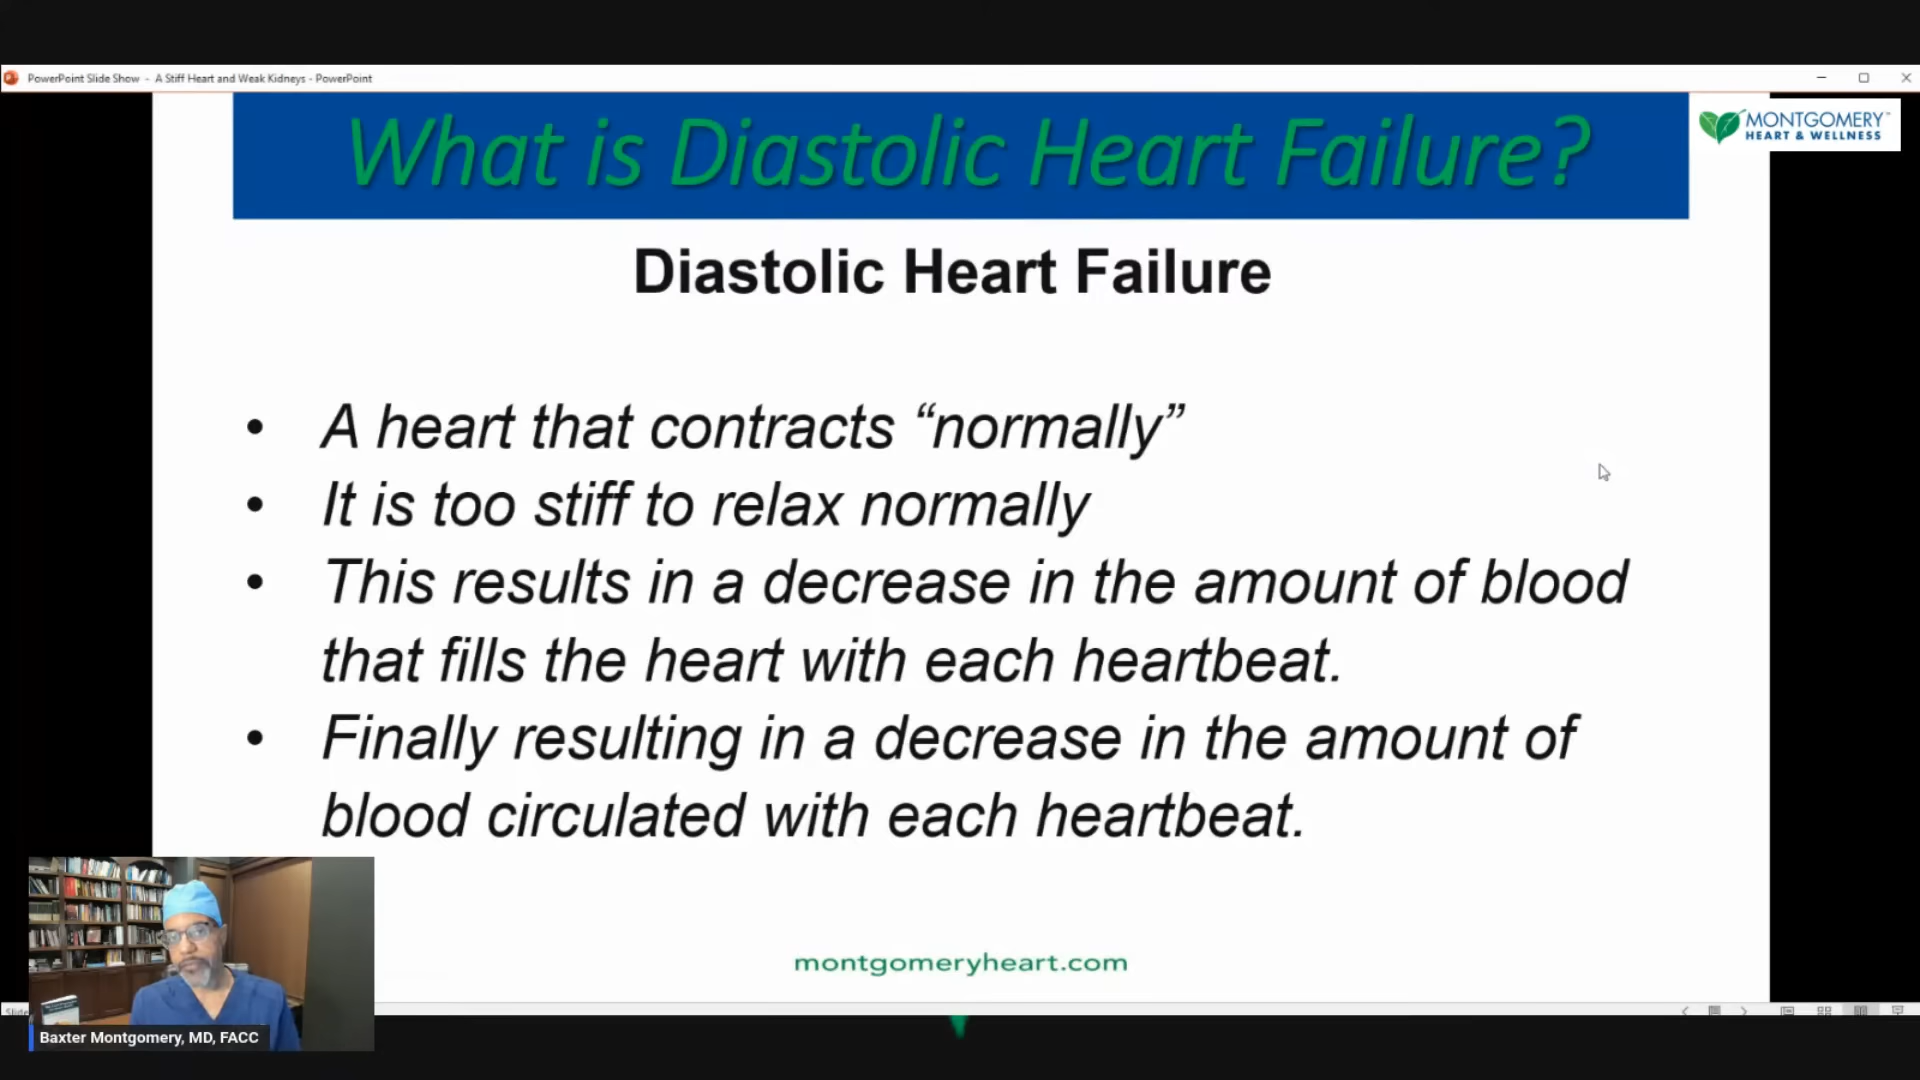 PowerPoint Slide Show - A Stiff Heart and Weak Kidneys - PowerPoint
What is Diastolic Heart Failure?
MONTGOMERY™
HEART & WELLNESS
Diastolic Heart Failure
• A heart that contracts “normally”
• It is too stiff to relax normally
• This results in a decrease in the amount of blood
that fills the heart with each heartbeat.
• Finally resulting in a decrease in the amount of
blood circulated with each heartbeat.
montgomeryheart.com
Baxter Montgomery, MD, FACC